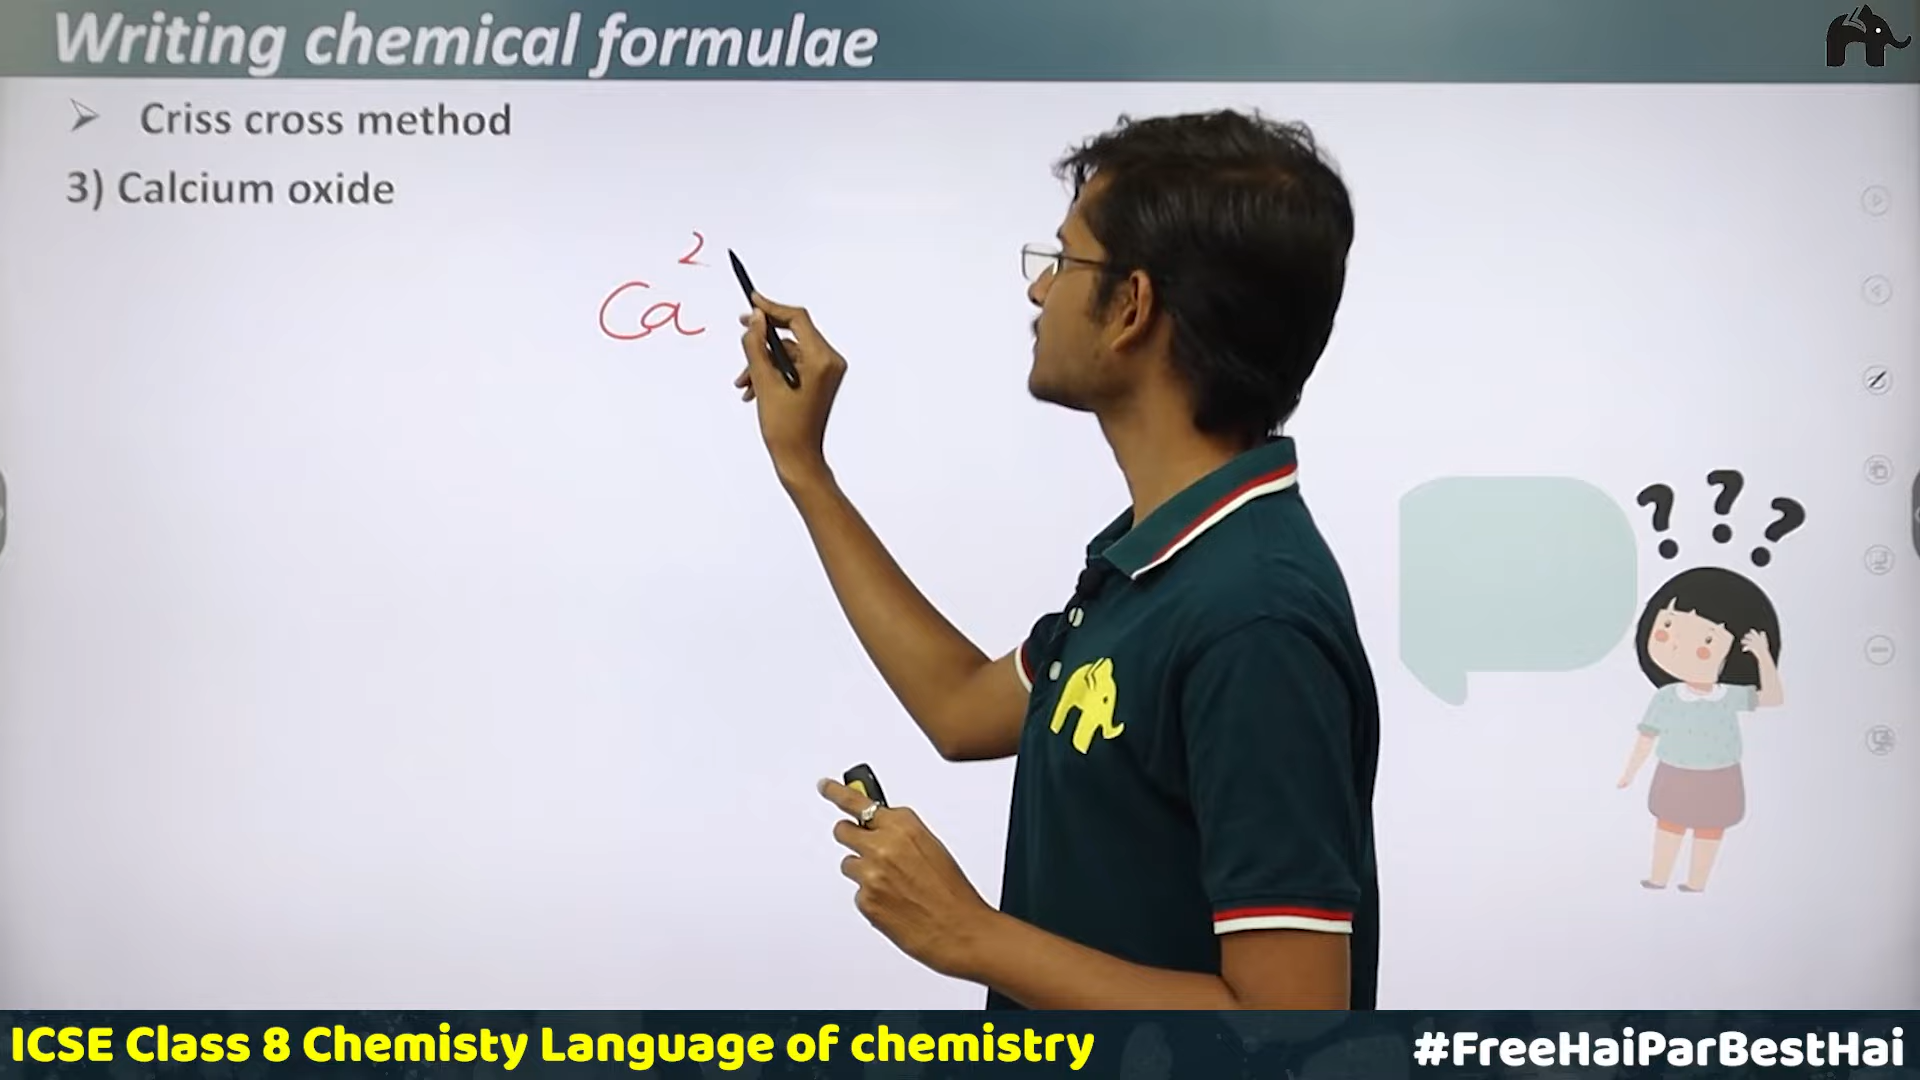 Writing chemical formulae
➢ Criss cross method
3) Calcium oxide
2
Ca
? ? ?
ICSE Class 8 Chemisty Language of chemistry
#FreeHaiParBestHai